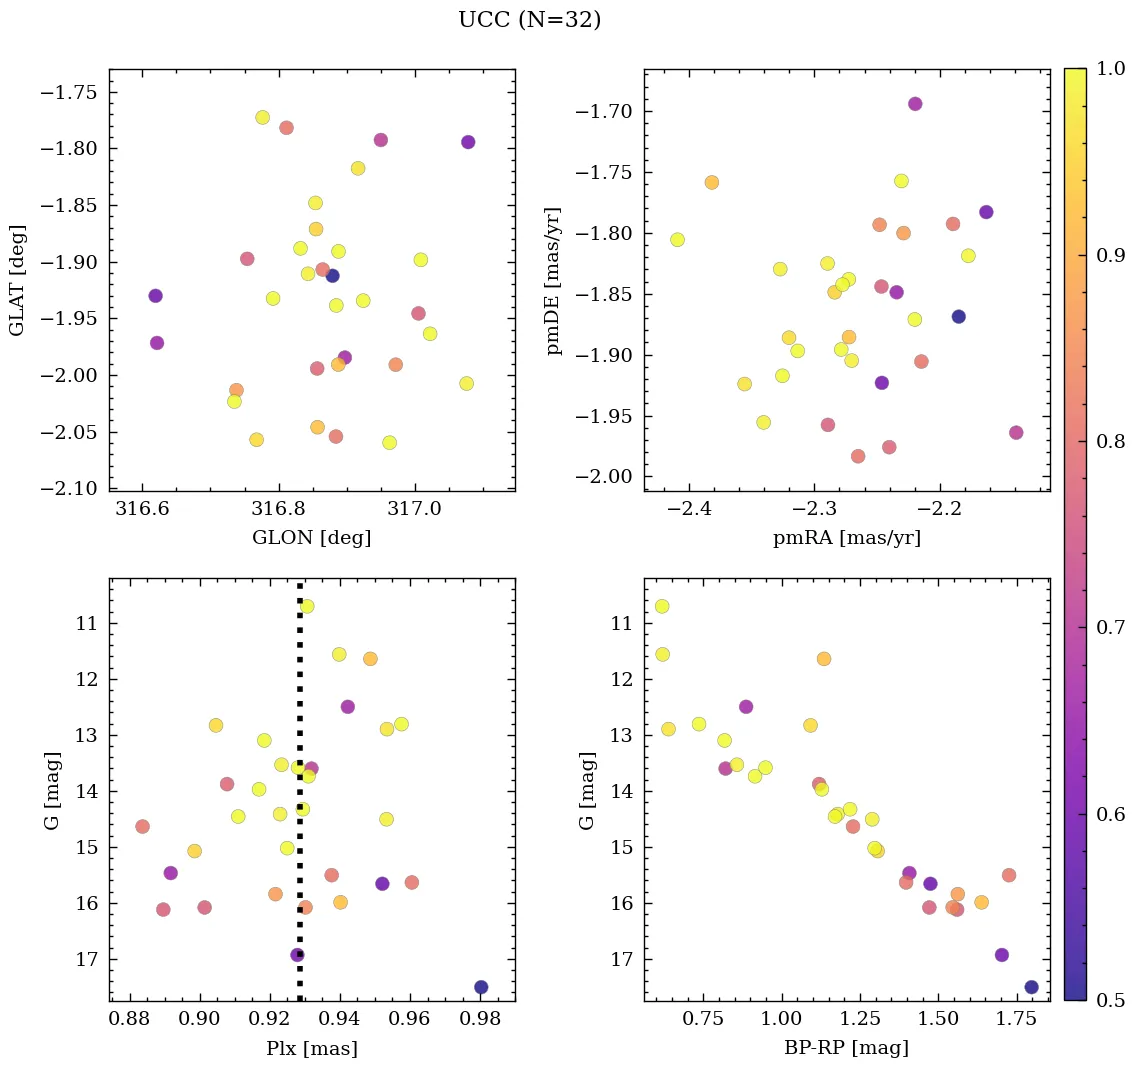 UCC (N=32)
−1.75
−1.80
−1.85
−1.90
−1.95
−2.00
−2.05
−2.10
GLAT [deg]
316.6 316.8 317.0
GLON [deg]
−1.70
−1.75
−1.80
−1.85
−1.90
−1.95
−2.00
pmDE [mas/yr]
−2.4 −2.3 −2.2
pmRA [mas/yr]
11
12
13
14
15
16
17
G [mag]
0.88 0.90 0.92 0.94 0.96 0.98
Plx [mas]
11
12
13
14
15
16
17
G [mag]
0.75 1.00 1.25 1.50 1.75
BP-RP [mag]
1.0
0.9
0.8
0.7
0.6
0.5